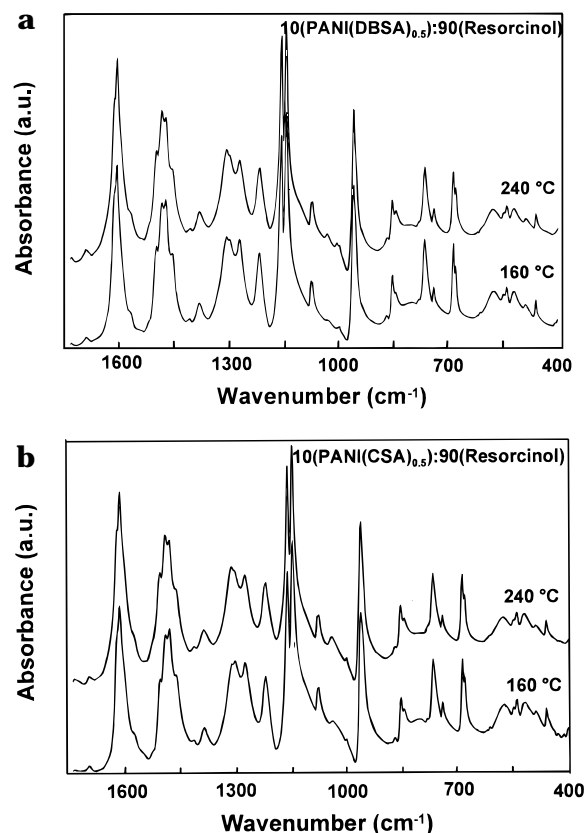 a
10(PANI(DBSA)0.5):90(Resorcinol)
Absorbance (a.u.)
240 °C
160 °C
1600 1300 1000 700 400
Wavenumber (cm-1)
b
10(PANI(CSA)0.5):90(Resorcinol)
Absorbance (a.u.)
240 °C
160 °C
1600 1300 1000 700 400
Wavenumber (cm-1)